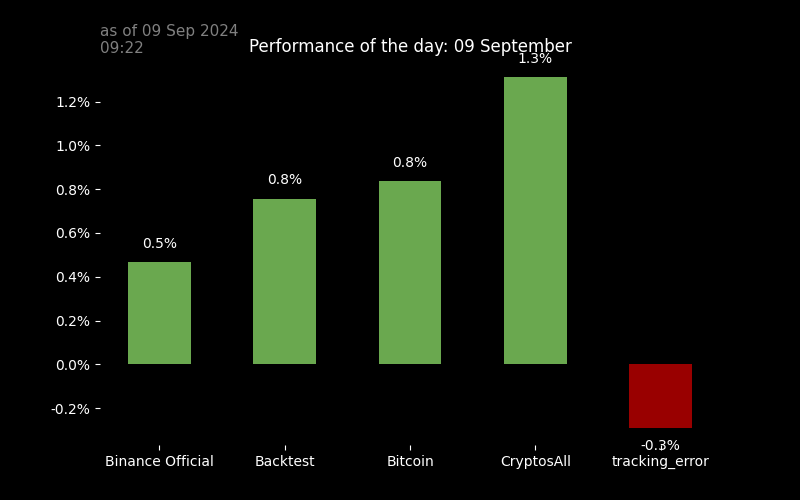 as of 09 Sep 2024
09:22
Performance of the day: 09 September
1.3%
1.2%
1.0%
0.8%
0.8%
0.8%
0.6%
0.5%
0.4%
0.2%
0.0%
-0.2%
-0.3%
Binance Official
Backtest
Bitcoin
CryptosAll
tracking_error